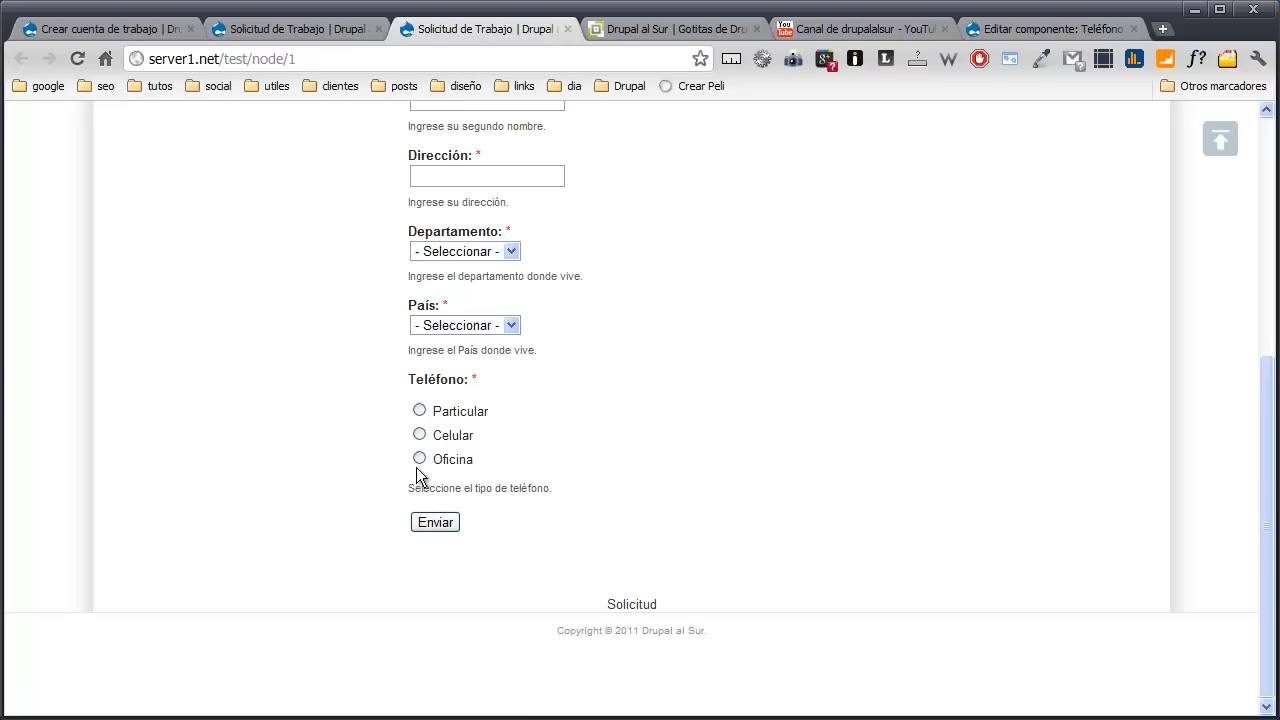 Crear cuenta de trabajo | Dru
Solicitud de Trabajo | Drupal
Solicitud de Trabajo | Drupal
Drupal al Sur | Gotitas de Dru
Canal de drupalalsur - YouTu
Editar componente: Teléfono
server1.net/test/node/1
google
seo
tutos
social
utiles
clientes
posts
diseño
links
dia
Drupal
Crear Peli
Otros marcadores
Ingrese su segundo nombre.
Dirección: *
Ingrese su dirección.
Departamento: *
- Seleccionar -
Ingrese el departamento donde vive.
País: *
- Seleccionar -
Ingrese el País donde vive.
Teléfono: *
Particular
Celular
Oficina
Seleccione el tipo de teléfono.
Enviar
Solicitud
Copyright © 2011 Drupal al Sur.